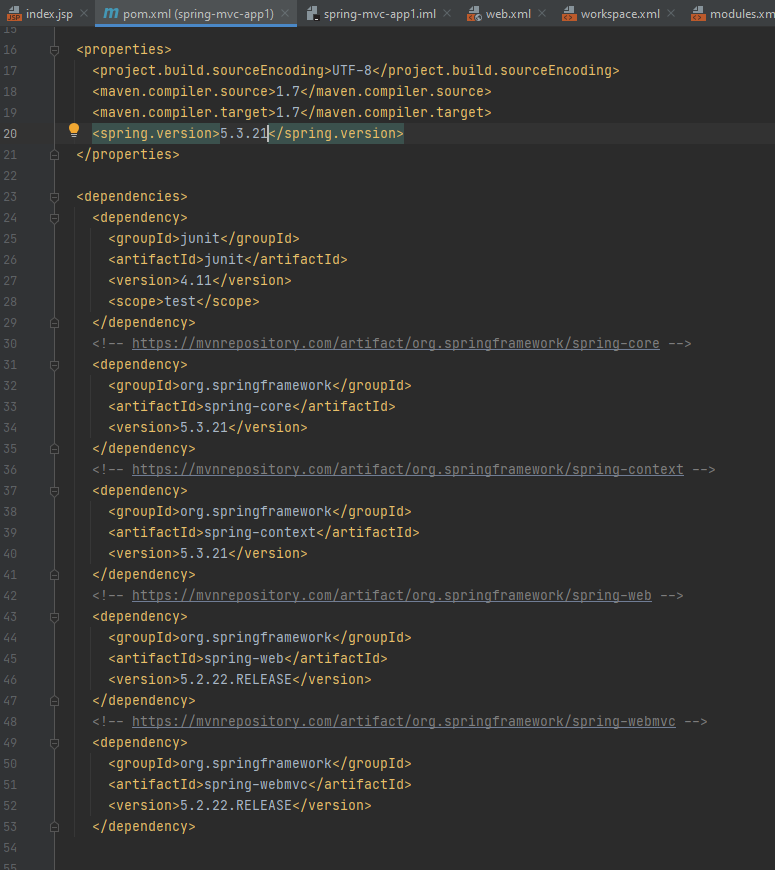 index.jsp pom.xml (spring-mvc-app1) spring-mvc-app1.iml web.xml workspace.xml modules.xm
15
16 <properties>
17 <project.build.sourceEncoding>UTF-8</project.build.sourceEncoding>
18 <maven.compiler.source>1.7</maven.compiler.source>
19 <maven.compiler.target>1.7</maven.compiler.target>
20 <spring.version>5.3.21</spring.version>
21 </properties>
22
23 <dependencies>
24 <dependency>
25 <groupId>junit</groupId>
26 <artifactId>junit</artifactId>
27 <version>4.11</version>
28 <scope>test</scope>
29 </dependency>
30 <!-- https://mvnrepository.com/artifact/org.springframework/spring-core -->
31 <dependency>
32 <groupId>org.springframework</groupId>
33 <artifactId>spring-core</artifactId>
34 <version>5.3.21</version>
35 </dependency>
36 <!-- https://mvnrepository.com/artifact/org.springframework/spring-context -->
37 <dependency>
38 <groupId>org.springframework</groupId>
39 <artifactId>spring-context</artifactId>
40 <version>5.3.21</version>
41 </dependency>
42 <!-- https://mvnrepository.com/artifact/org.springframework/spring-web -->
43 <dependency>
44 <groupId>org.springframework</groupId>
45 <artifactId>spring-web</artifactId>
46 <version>5.2.22.RELEASE</version>
47 </dependency>
48 <!-- https://mvnrepository.com/artifact/org.springframework/spring-webmvc -->
49 <dependency>
50 <groupId>org.springframework</groupId>
51 <artifactId>spring-webmvc</artifactId>
52 <version>5.2.22.RELEASE</version>
53 </dependency>
54
55